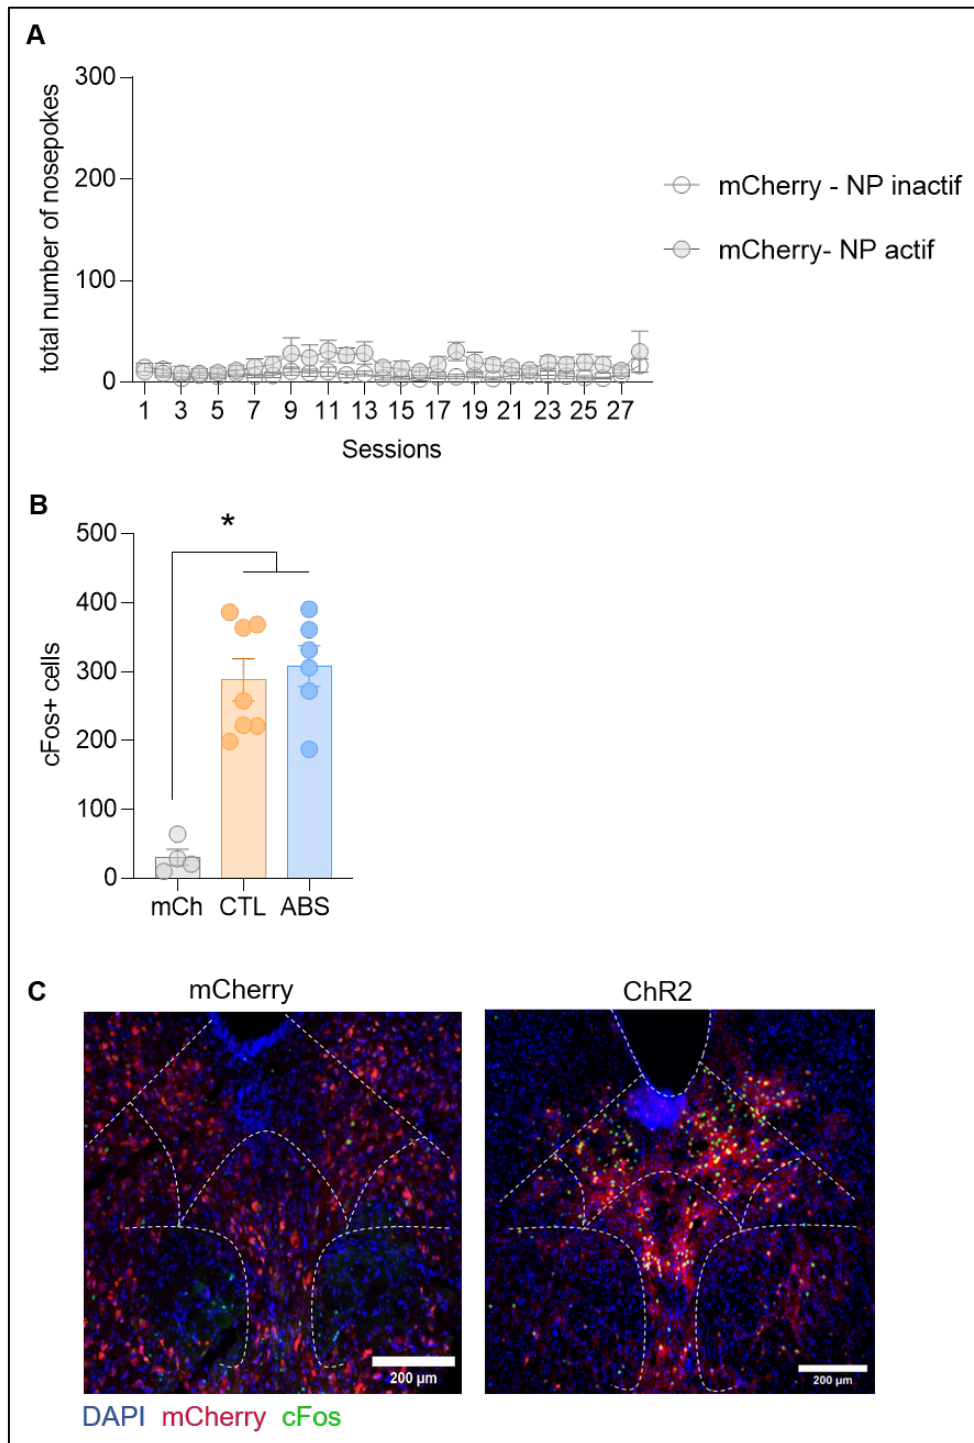 A
total number of nosepokes
300
200
100
0
1 3 5 7 9 11 13 15 17 19 21 23 25 27
Sessions
mCherry - NP inactif
mCherry- NP actif
B
*
cFos+ cells
500
400
300
200
100
0
mCh CTL ABS
C
mCherry
ChR2
200 µm
200 µm
DAPI mCherry cFos